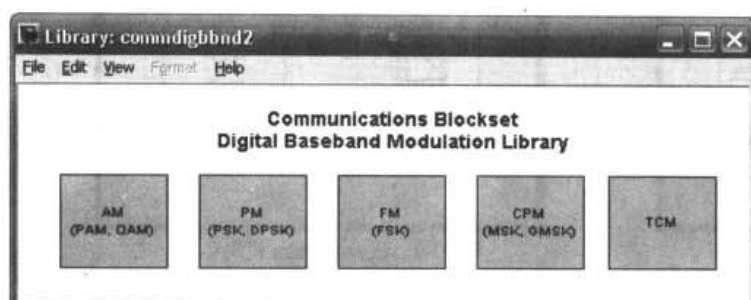 Library: commdigbbnd2
File Edit View Format Help
Communications Blockset
Digital Baseband Modulation Library
AM
(PAM, QAM)
PM
(PSK, DPSK)
FM
(FSK)
CPM
(MSK, GMSK)
TCM